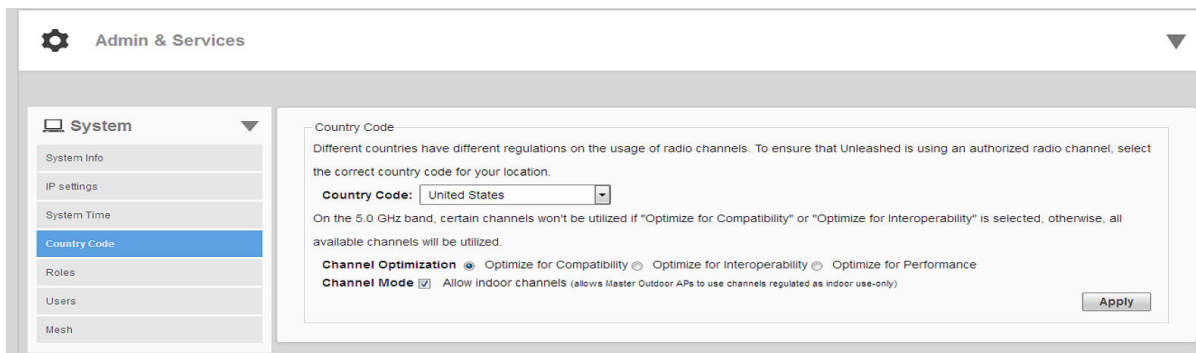 Admin & Services
System
System Info
IP settings
System Time
Country Code
Roles
Users
Mesh
Country Code
Different countries have different regulations on the usage of radio channels. To ensure that Unleashed is using an authorized radio channel, select
the correct country code for your location.
Country Code: United States
On the 5.0 GHz band, certain channels won't be utilized if "Optimize for Compatibility" or "Optimize for Interoperability" is selected, otherwise, all
available channels will be utilized.
Channel Optimization Optimize for Compatibility Optimize for Interoperability Optimize for Performance
Channel Mode Allow indoor channels (allows Master Outdoor APs to use channels regulated as indoor use-only)
Apply